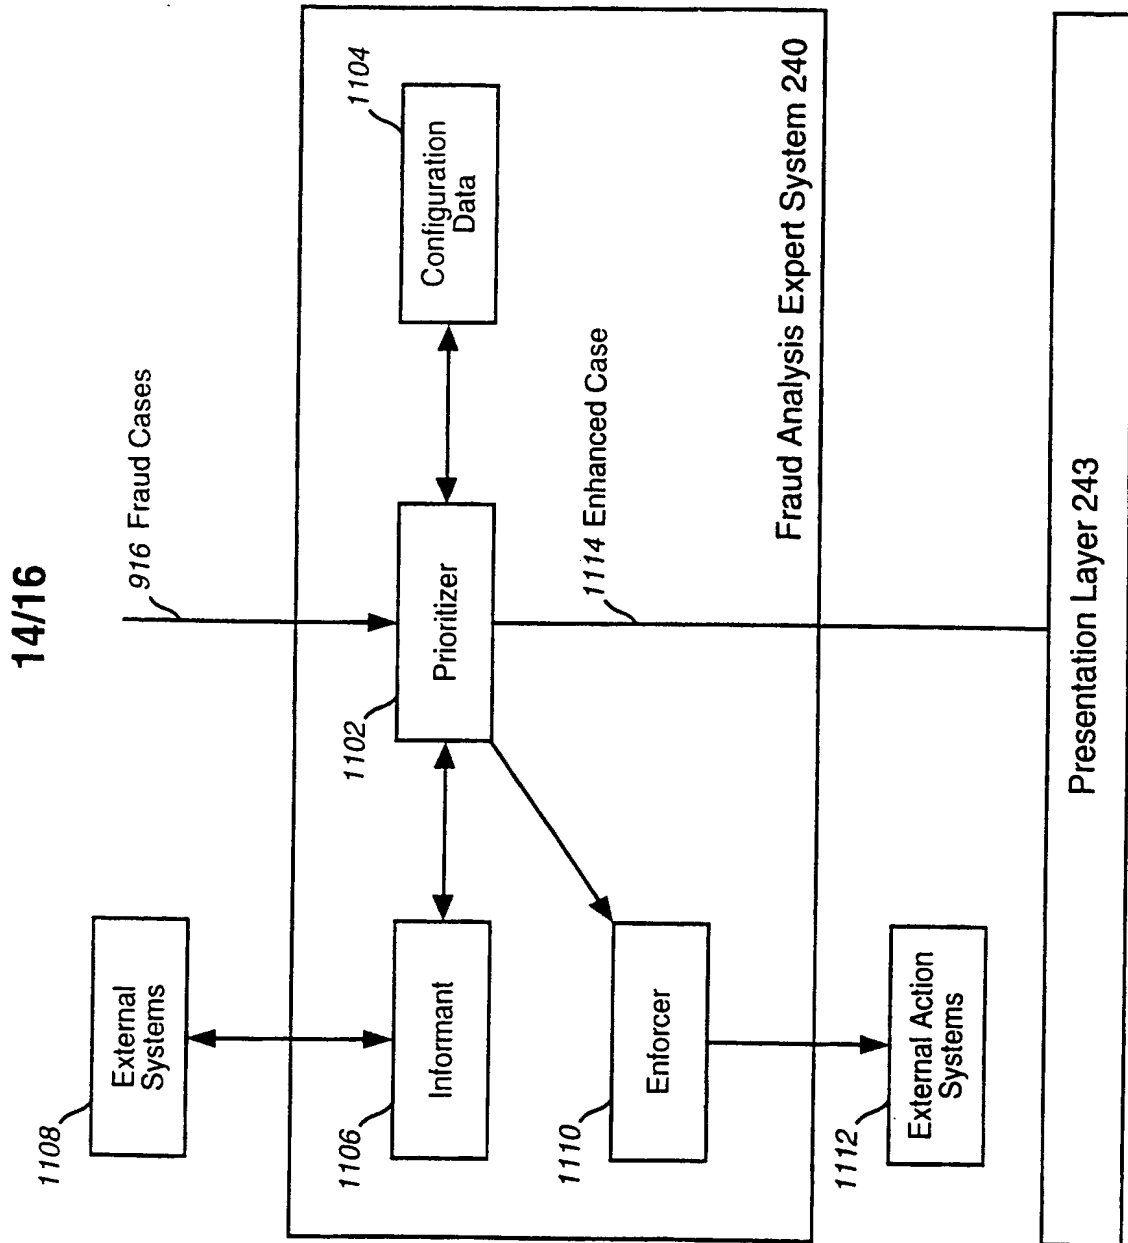 14/16
916 Fraud Cases
1108
External
Systems
1104
Configuration
Data
1102
Prioritizer
1106
Informant
1114 Enhanced Case
1110
Enforcer
Fraud Analysis Expert System 240
1112
External Action
Systems
Presentation Layer 243